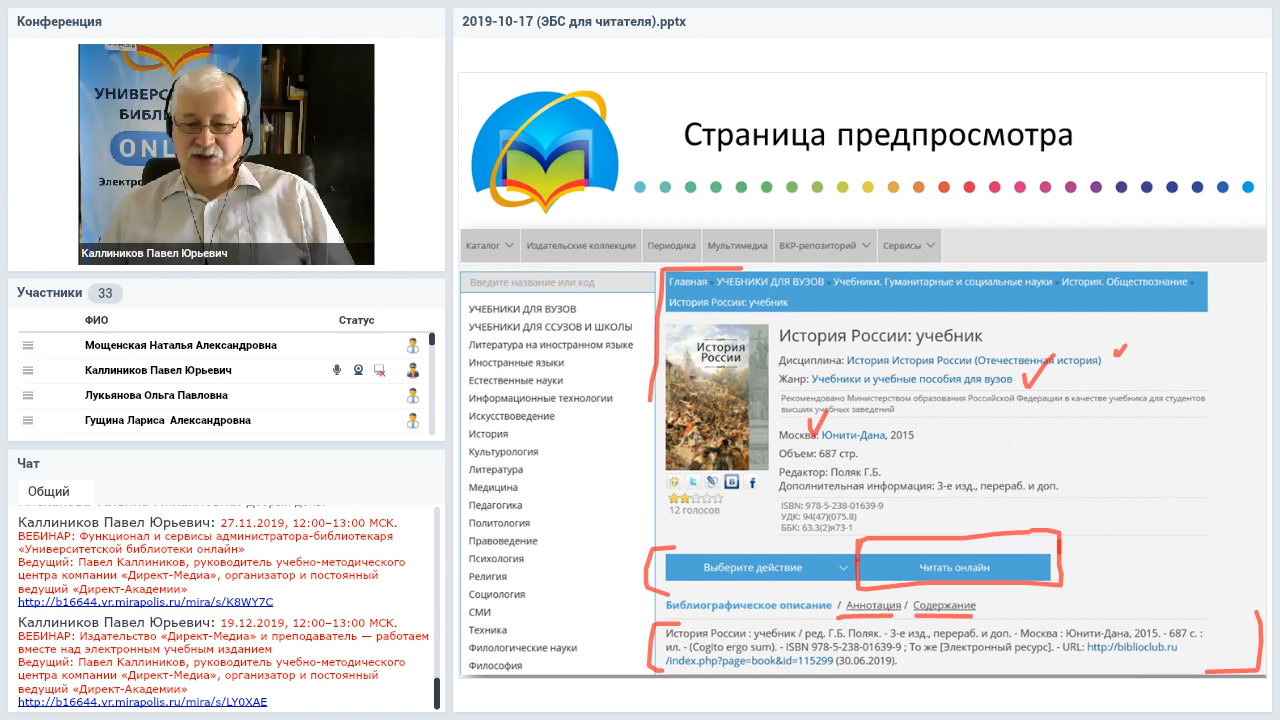 Конференция
УНИВЕРС
БИБЛИ
ONL
Электро
Каллиников Павел Юрьевич
Участники 33
ФИО Статус
Мощенская Наталья Александровна
Каллиников Павел Юрьевич
Лукьянова Ольга Павловна
Гущина Лариса Александровна
Чат
Общий
Каллиников Павел Юрьевич: 27.11.2019, 12:00–13:00 МСК.
ВЕБИНАР: Функционал и сервисы администратора-библиотекаря
«Университетской библиотеки онлайн»
Ведущий: Павел Каллиников, руководитель учебно-методического
центра компании «Директ-Медиа», организатор и постоянный
ведущий «Директ-Академии»
http://b16644.vr.mirapolis.ru/mira/s/K8WY7C
Каллиников Павел Юрьевич: 19.12.2019, 12:00–13:00 МСК.
ВЕБИНАР: Издательство «Директ-Медиа» и преподаватель — работаем
вместе над электронным учебным изданием
Ведущий: Павел Каллиников, руководитель учебно-методического
центра компании «Директ-Медиа», организатор и постоянный
ведущий «Директ-Академии»
http://b16644.vr.mirapolis.ru/mira/s/LY0XAE
2019-10-17 (ЭБС для читателя).pptx
Страница предпросмотра
Каталог Издательские коллекции Периодика Мультимедиа ВКР-репозиторий Сервисы
Введите название или код
УЧЕБНИКИ ДЛЯ ВУЗОВ
УЧЕБНИКИ ДЛЯ ССУЗОВ И ШКОЛЫ
Литература на иностранном языке
Иностранные языки
Естественные науки
Информационные технологии
Искусствоведение
История
Культурология
Литература
Медицина
Педагогика
Политология
Правоведение
Психология
Религия
Социология
СМИ
Техника
Филологические науки
Философия
Главная » УЧЕБНИКИ ДЛЯ ВУЗОВ » Учебники. Гуманитарные и социальные науки » История. Обществознание »
История России: учебник
История
России
12 голосов
История России: учебник
Дисциплина: История История России (Отечественная история)
Жанр: Учебники и учебные пособия для вузов
Рекомендовано Министерством образования Российской Федерации в качестве учебника для студентов
высших учебных заведений
Москва: Юнити-Дана, 2015
Объем: 687 стр.
Редактор: Поляк Г.Б.
Дополнительная информация: 3-е изд., перераб. и доп.
ISBN: 978-5-238-01639-9
УДК: 94(47)(075.8)
ББК: 63.3(2)я73-1
Выберите действие Читать онлайн
Библиографическое описание / Аннотация / Содержание
История России : учебник / ред. Г.Б. Поляк. - 3-е изд., перераб. и доп. - Москва : Юнити-Дана, 2015. - 687 с. :
ил. - (Cogito ergo sum). - ISBN 978-5-238-01639-9 ; То же [Электронный ресурс]. - URL: http://biblioclub.ru
/index.php?page=book&id=115299 (30.06.2019).